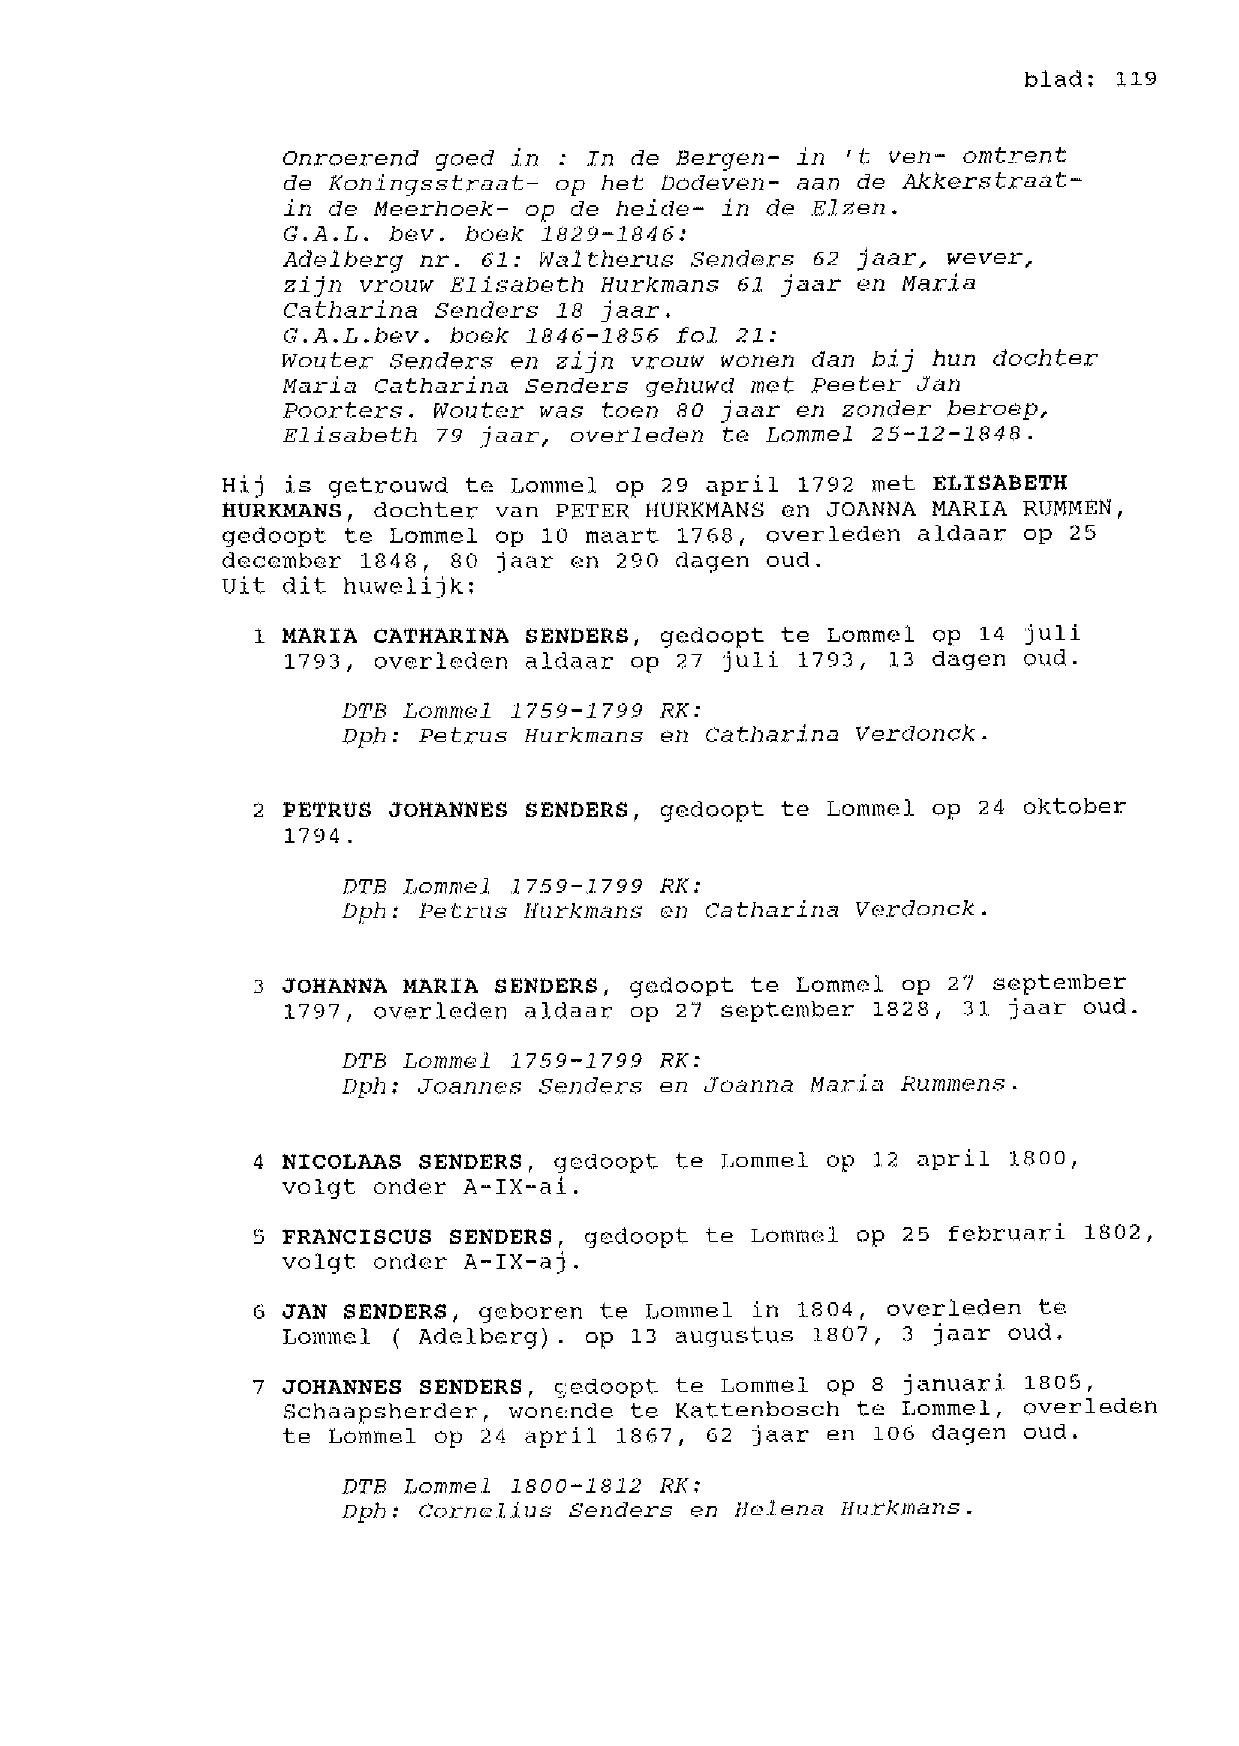 blad: 119
Onroerend goed in : In de Bergen- in 't ven- omtrent
de Koningsstraat- op het Dodeven- aan de Akkerstraat-
in de Meerhoek- op de heide- in de Elzen.
G.A.L. bev. boek 1829-1846:
Adelberg nr. 61: Waltherus Senders 62 jaar, wever,
zijn vrouw Elisabeth Hurkmans 61 jaar en Maria
Catharina Senders 18 jaar.
G.A.L.bev. boek 1846-1856 fol 21:
Wouter Senders en zijn vrouw wonen dan bij hun dochter
Maria Catharina Senders gehuwd met Peeter Jan
Poorters. Wouter was toen 80 jaar en zonder beroep,
Elisabeth 79 jaar, overleden te Lommel 25-12-1848.
Hij is getrouwd te Lommel op 29 april 1792 met ELISABETH
HURKMANS, dochter van PETER HURKMANS en JOANNA MARIA RUMMEN,
gedoopt te Lommel op 10 maart 1768, overleden aldaar op 25
december 1848, 80 jaar en 290 dagen oud.
Uit dit huwelijk:
1 MARIA CATHARINA SENDERS, gedoopt te Lommel op 14 juli
1793, overleden aldaar op 27 juli 1793, 13 dagen oud.
DTB Lommel 1759-1799 RK:
Dph: Petrus Hurkmans en Catharina Verdonck.
2 PETRUS JOHANNES SENDERS, gedoopt te Lommel op 24 oktober
1794.
DTB Lommel 1759-1799 RK:
Dph: Petrus Hurkmans en Catharina Verdonck.
3 JOHANNA MARIA SENDERS, gedoopt te Lommel op 27 september
1797, overleden aldaar op 27 september 1828, 31 jaar oud.
DTB Lommel 1759-1799 RK:
Dph: Joannes Senders en Joanna Maria Rummens.
4 NICOLAAS SENDERS, gedoopt te Lommel op 12 april 1800,
volgt onder A-IX-ai.
5 FRANCISCUS SENDERS, gedoopt te Lommel op 25 februari 1802,
volgt onder A-IX-aj.
6 JAN SENDERS, geboren te Lommel in 1804, overleden te
Lommel ( Adelberg). op 13 augustus 1807, 3 jaar oud.
7 JOHANNES SENDERS, gedoopt te Lommel op 8 januari 1805,
Schaapsherder, wonende te Kattenbosch te Lommel, overleden
te Lommel op 24 april 1867, 62 jaar en 106 dagen oud.
DTB Lommel 1800-1812 RK:
Dph: Cornelius Senders en Helena Hurkmans.